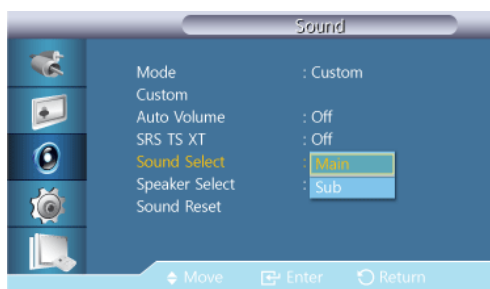 Sound
Mode : Custom
Custom
Auto Volume : Off
SRS TS XT : Off
Sound Select : Main
Speaker Select : Sub
Sound Reset
Move Enter Return